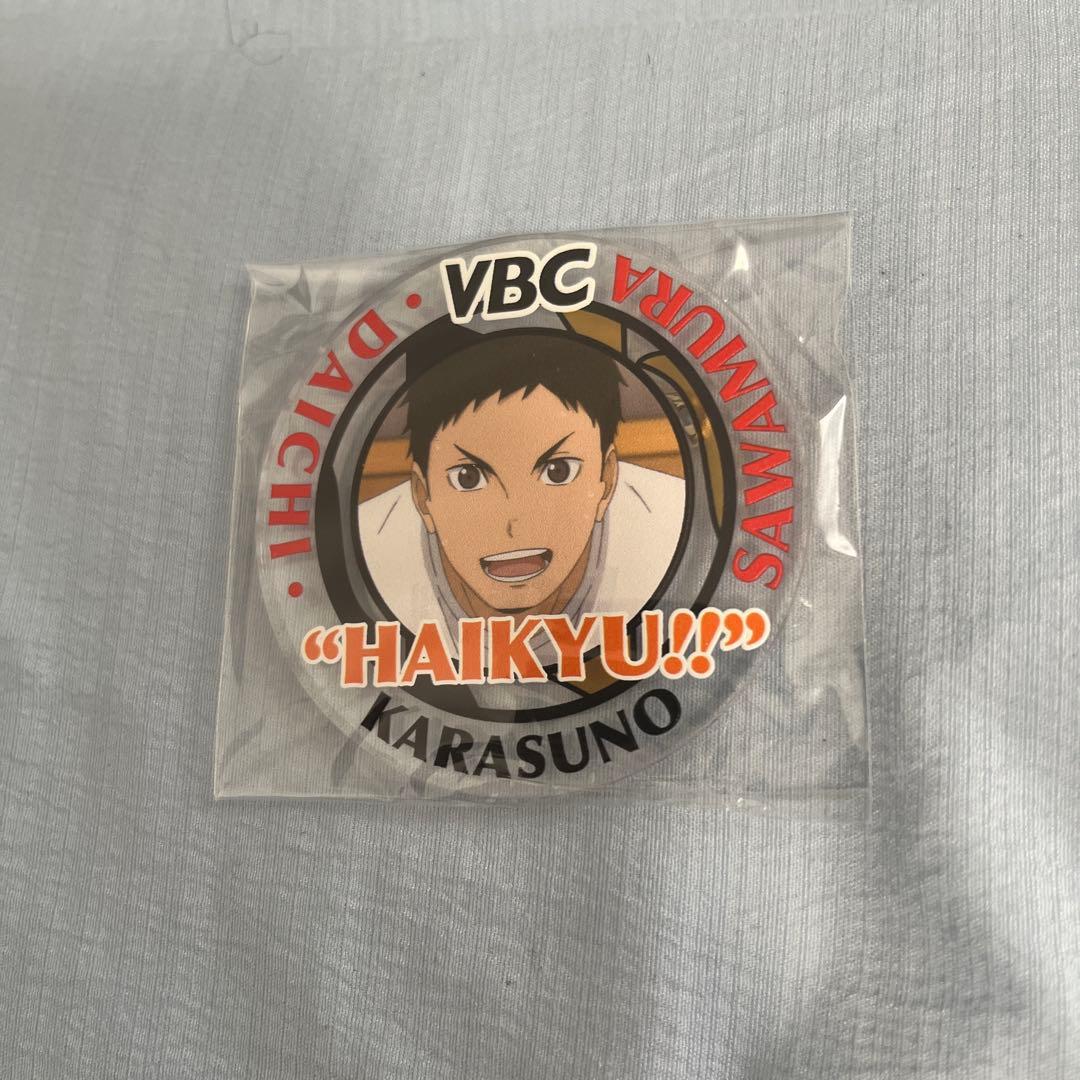 VBC
• DAICHI •
SAWAMURA
“HAIKYU!!”
KARASUNO